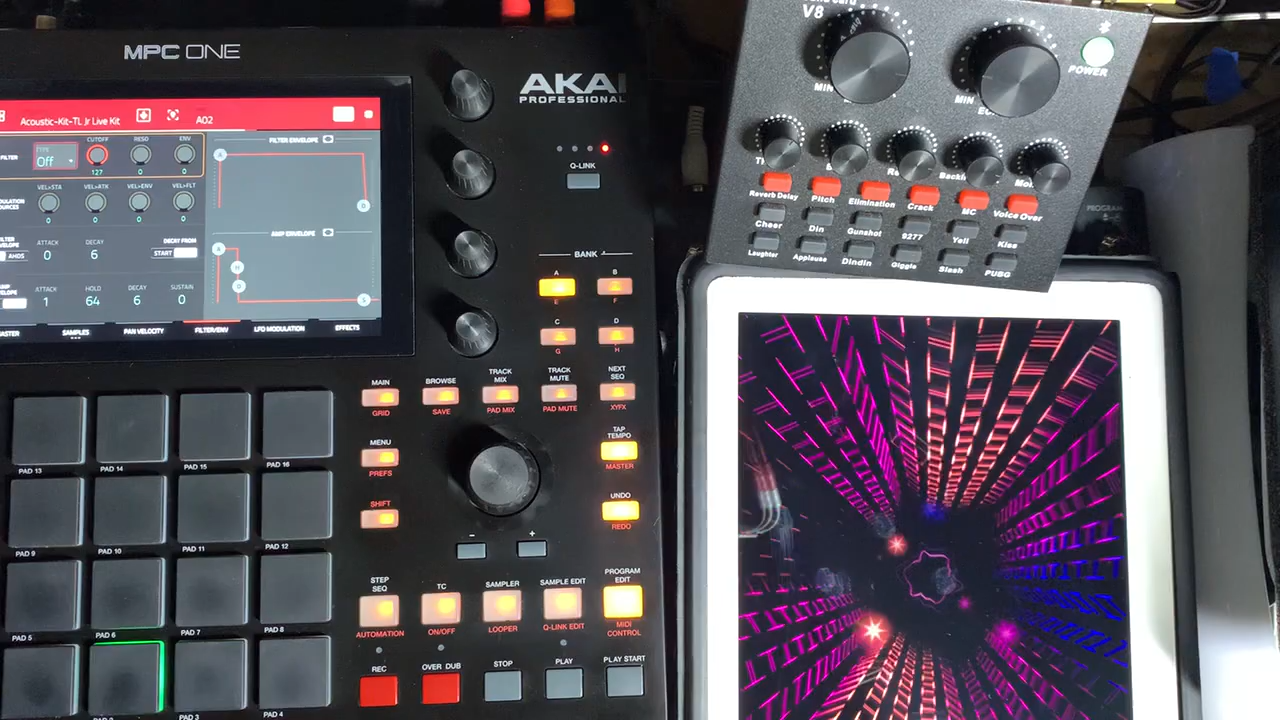 MPC ONE
AKAI
PROFESSIONAL
Acoustic-Kit-TL Jr Live Kit
A02
FILTER
TYPE
Off
CUTOFF
127
RESO
0
ENV
0
VEL>STA
0
VEL>ATK
0
VEL>ENV
0
VEL>FLT
0
AHDS
ATTACK
0
DECAY
6
DECAY FROM
START
ATTACK
1
HOLD
64
DECAY
6
SUSTAIN
0
FILTER ENVELOPE
A
D
AMP ENVELOPE
A
H
D
S
SAMPLES
PAN VELOCITY
FILTER/ENV
LFO MODULATION
EFFECTS
Q-LINK
BANK
A
B
F
C
G
D
H
MAIN
GRID
BROWSE
SAVE
TRACK
MIX
PAD MIX
TRACK
MUTE
PAD MUTE
NEXT
SEQ
XYFX
MENU
PREFS
TAP
TEMPO
MASTER
SHIFT
UNDO
REDO
-
+
STEP
SEQ
AUTOMATION
TC
ON/OFF
SAMPLER
LOOPER
SAMPLE EDIT
Q-LINK EDIT
PROGRAM
EDIT
MIDI
CONTROL
REC
OVER DUB
STOP
PLAY
PLAY START
PAD 13
PAD 14
PAD 15
PAD 16
PAD 9
PAD 10
PAD 11
PAD 12
PAD 5
PAD 6
PAD 7
PAD 8
PAD 3
PAD 4
V8
MIN
MIN
POWER
Reverb Delay
Pitch
Elimination
Crack
MC
Voice Over
Cheer
Din
Gunshot
9277
Yell
Kiss
Laughter
Applause
DinDin
Giggle
Slash
PUBG
PROGRAM